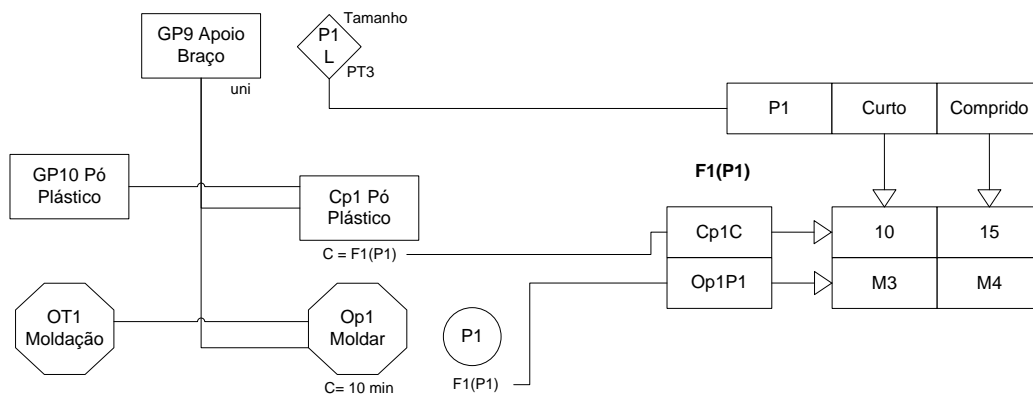 Tamanho
GP9 Apoio
Braço
uni
P1
L
PT3
P1
Curto
Comprido
F1(P1)
GP10 Pó
Plástico
Cp1 Pó
Plástico
C = F1(P1)
Cp1C
10
15
Op1P1
M3
M4
OT1
Moldação
Op1
Moldar
C= 10 min
P1
F1(P1)